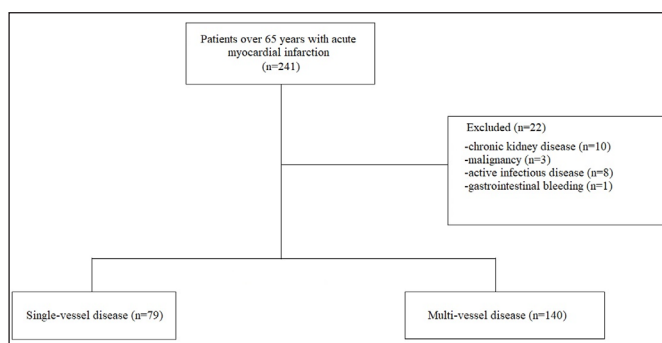 Patients over 65 years with acute
myocardial infarction
(n=241)
Excluded (n=22)
-chronic kidney disease (n=10)
-malignancy (n=3)
-active infectious disease (n=8)
-gastrointestinal bleeding (n=1)
Single-vessel disease (n=79)
Multi-vessel disease (n=140)